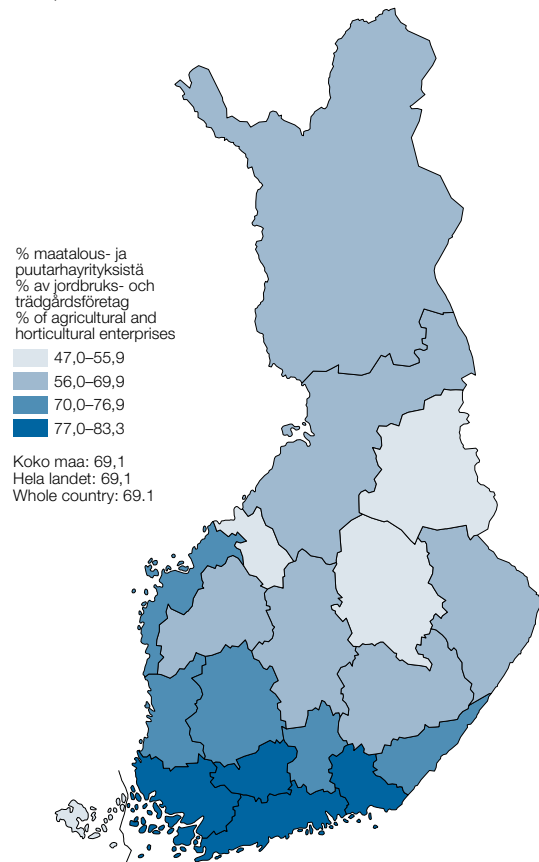 % maatalous- ja
puutarhayrityksistä
% av jordbruks- och
trädgårdsföretag
% of agricultural and
horticultural enterprises
47,0–55,9
56,0–69,9
70,0–76,9
77,0–83,3
Koko maa: 69,1
Hela landet: 69,1
Whole country: 69.1